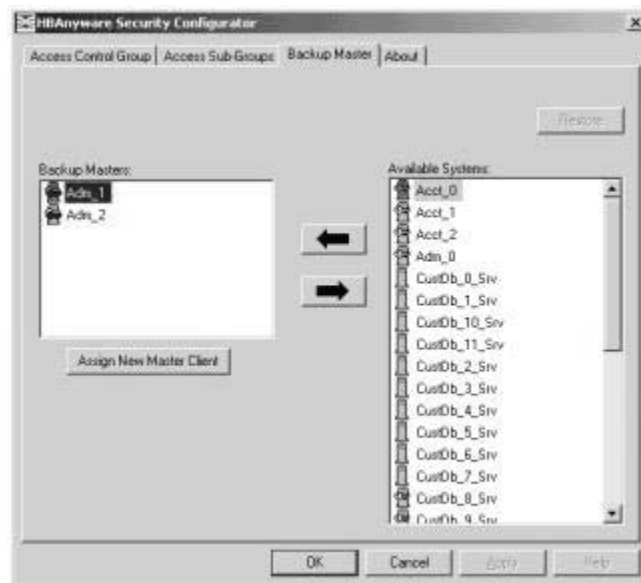 HBAnyware Security Configurator
Access Control Group
Access Sub-Groups
Backup Master
About
Restore
Backup Masters:
Adm_1
Adm_2
Assign New Master Client
Available Systems:
Acct_0
Acct_1
Acct_2
Adm_0
CustDb_0_Srv
CustDb_1_Srv
CustDb_10_Srv
CustDb_11_Srv
CustDb_2_Srv
CustDb_3_Srv
CustDb_4_Srv
CustDb_5_Srv
CustDb_6_Srv
CustDb_7_Srv
CustDb_8_Srv
CustDb_9_Srv
OK
Cancel
Apply
Help